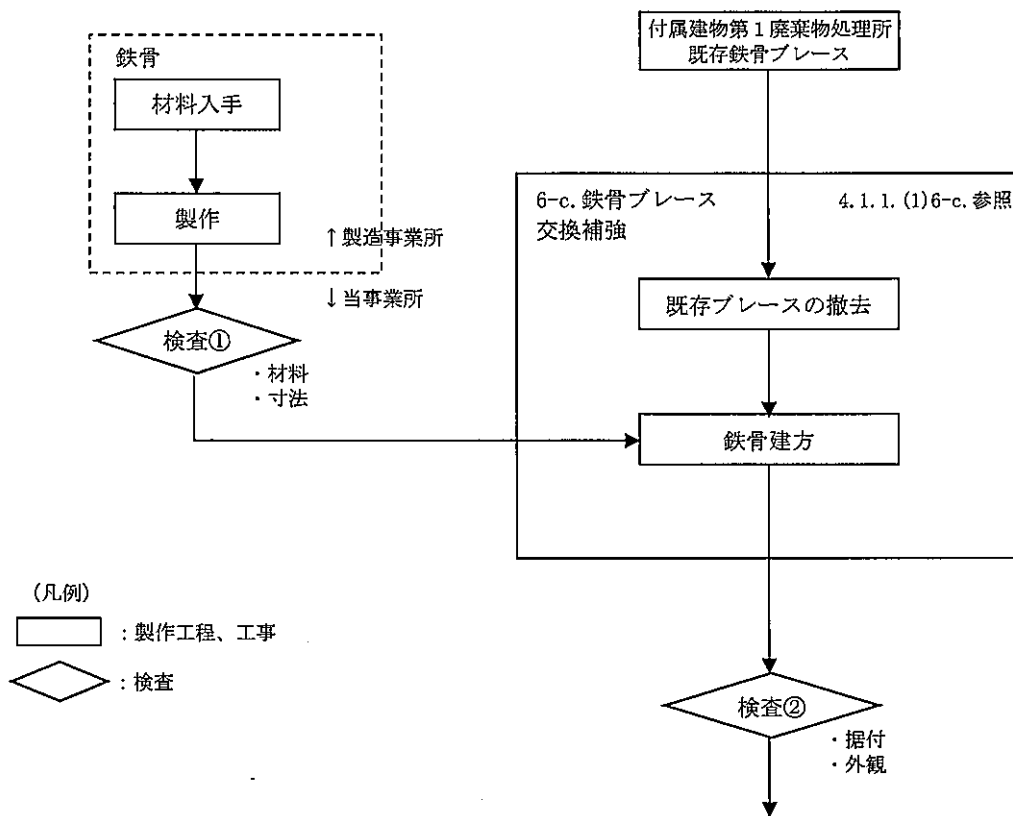 付属建物第1廃棄物処理所
既存鉄骨ブレース
鉄骨
材料入手
製作
↑製造事業所
↓当事業所
検査①
・材料
・寸法
6-c.鉄骨ブレース
交換補強
4.1.1.(1)6-c.参照
既存ブレースの撤去
鉄骨建方
(凡例)
：製作工程、工事
：検査
検査②
・据付
・外観